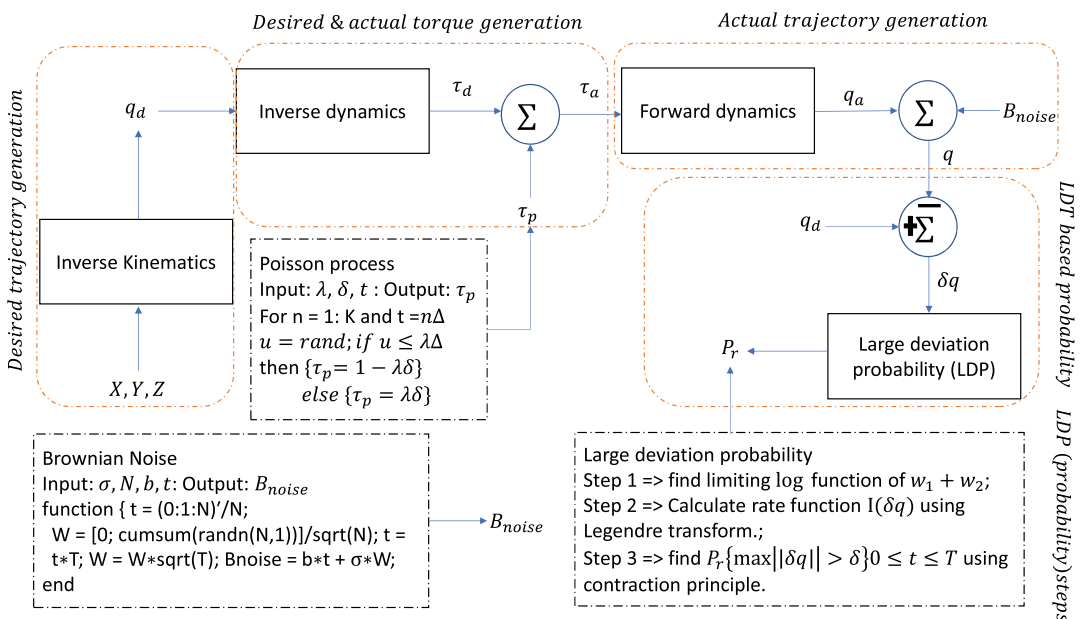 Desired & actual torque generation
Actual trajectory generation
Desired trajectory generation
q_d
Inverse dynamics
τ_d
Σ
τ_a
Forward dynamics
q_a
Σ
B_noise
q
τ_p
Inverse Kinematics
X, Y, Z
q_d
+ − Σ
δq
P_r
Large deviation
probability (LDP)
LDT based probability
Poisson process
Input: λ, δ, t : Output: τ_p
For n = 1: K and t =nΔ
u = rand; if u ≤ λΔ
then {τ_p= 1 − λδ}
else {τ_p = λδ}
Brownian Noise
Input: σ, N, b, t: Output: B_noise
function { t = (0:1:N)'/N;
W = [0; cumsum(randn(N,1))]/sqrt(N); t =
t*T; W = W*sqrt(T); Bnoise = b*t + σ*W;
end
B_noise
Large deviation probability
Step 1 => find limiting log function of w_1 + w_2;
Step 2 => Calculate rate function I(δq) using
Legendre transform.;
Step 3 => find P_r{max||δq|| > δ}0 ≤ t ≤ T using
contraction principle.
LDP (probability)steps